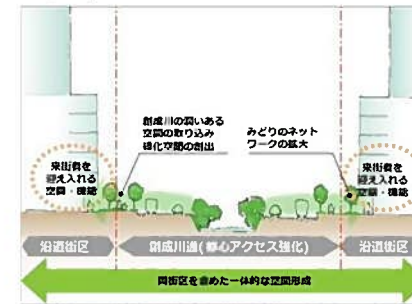 創成川の潤いある
空間の取り込み
緑化空間の創出
みどりのネット
ワークの拡大
来街者を
迎え入れる
空間・機能
来街者を
迎え入れる
空間・機能
沿道街区
創成川通(都心アクセス強化)
沿道街区
両街区を含めた一体的な空間形成